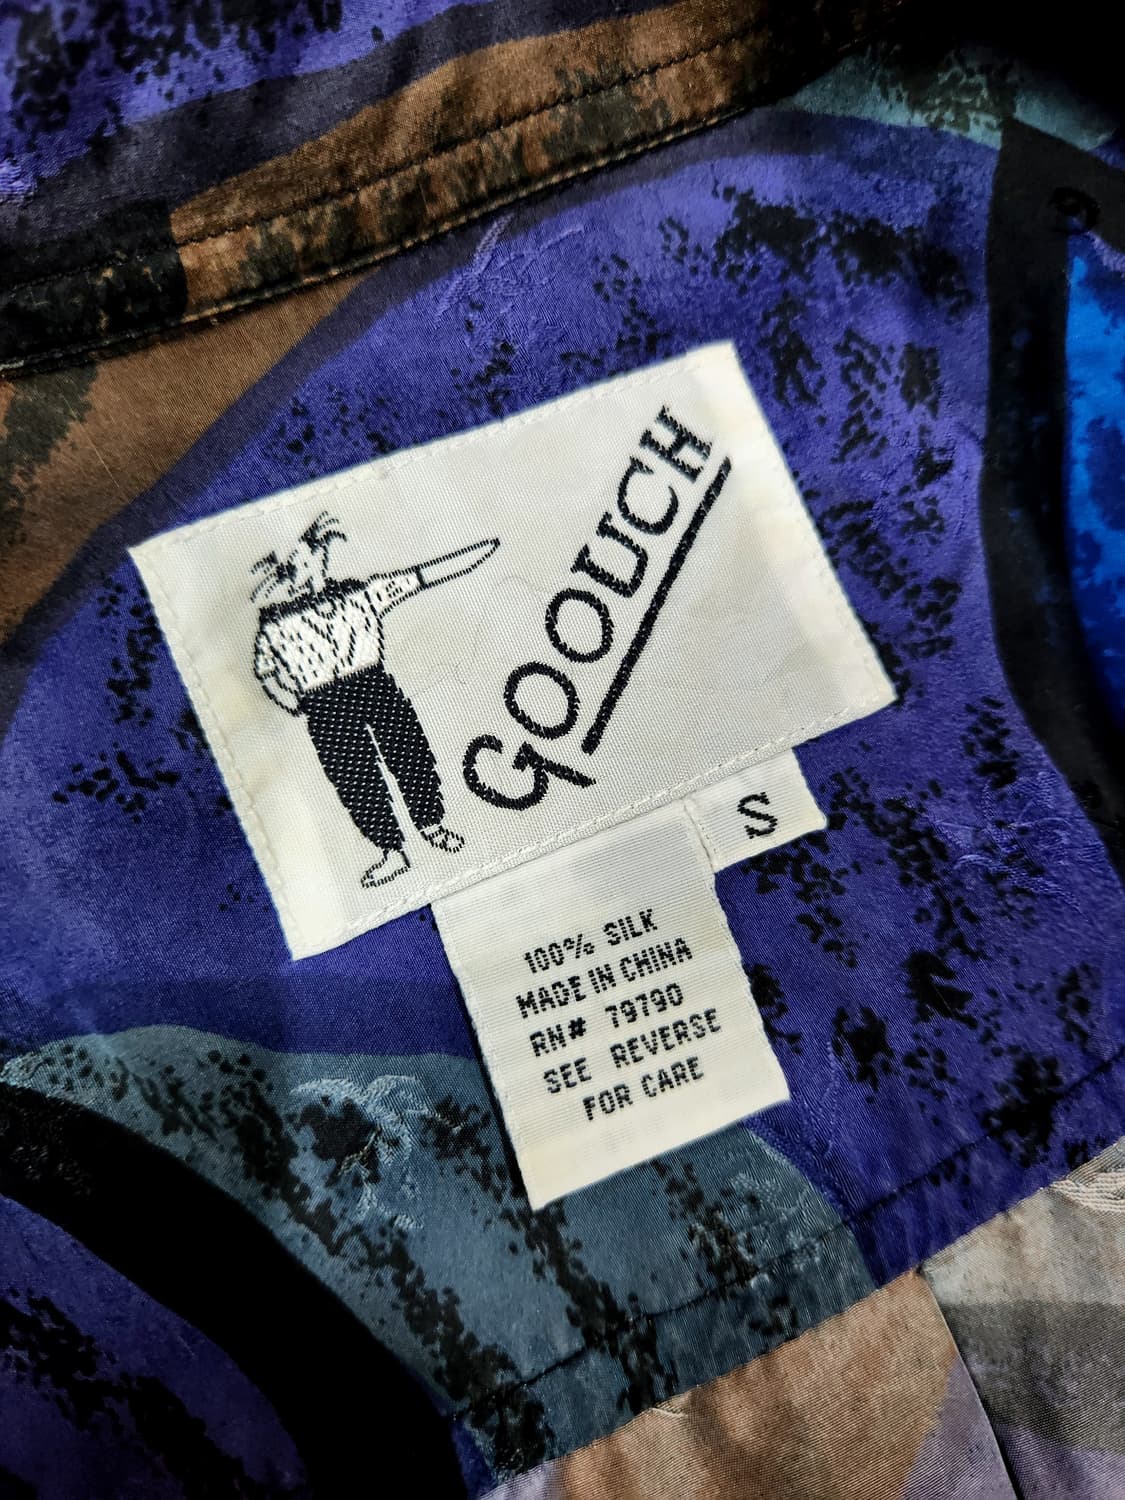 GOOUCH
S
100% SILK
MADE IN CHINA
RN# 79790
SEE REVERSE
FOR CARE